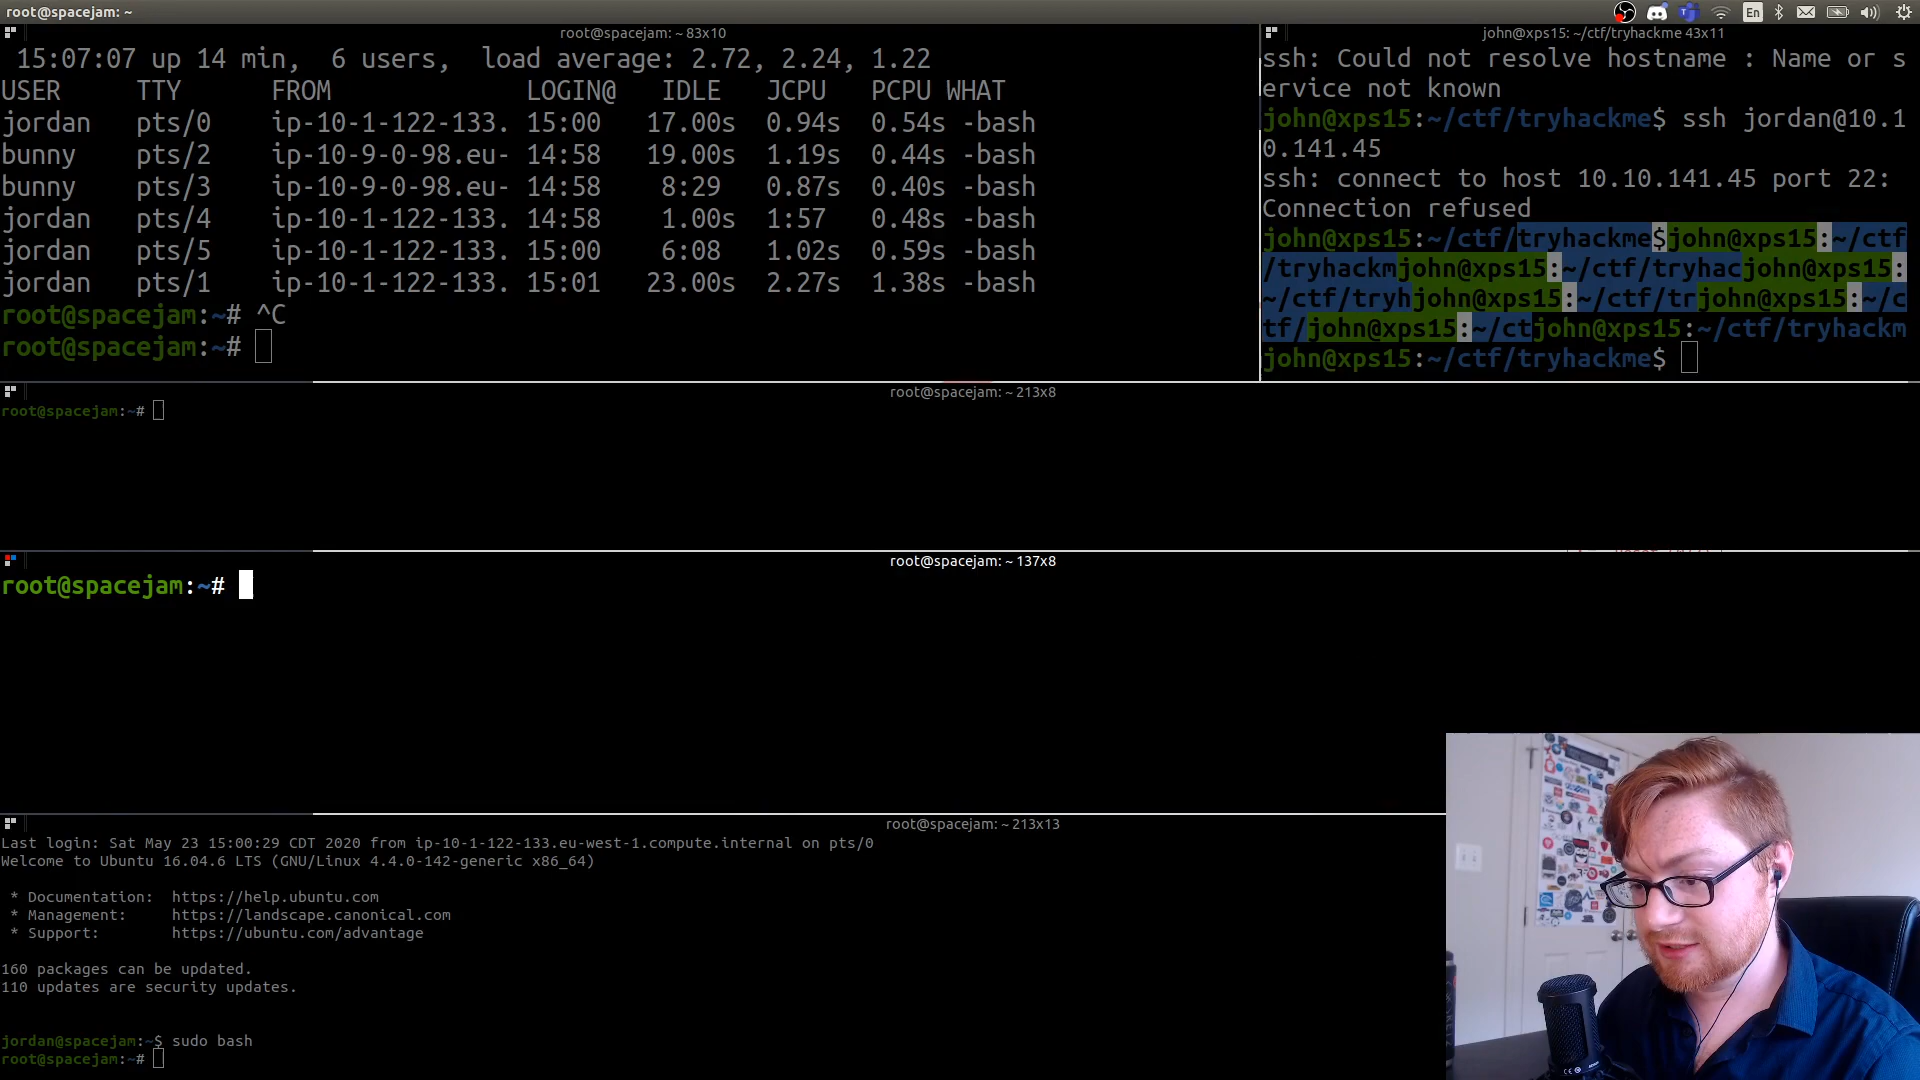 root@spacejam: ~
En
root@spacejam: ~ 83x10
15:07:07 up 14 min,  6 users,  load average: 2.72, 2.24, 1.22
USER     TTY      FROM             LOGIN@   IDLE   JCPU   PCPU WHAT
jordan   pts/0    ip-10-1-122-133. 15:00   17.00s  0.94s  0.54s -bash
bunny    pts/2    ip-10-9-0-98.eu- 14:58   19.00s  1.19s  0.44s -bash
bunny    pts/3    ip-10-9-0-98.eu- 14:58    8:29   0.87s  0.40s -bash
jordan   pts/4    ip-10-1-122-133. 14:58    1.00s  1:57   0.48s -bash
jordan   pts/5    ip-10-1-122-133. 15:00    6:08   1.02s  0.59s -bash
jordan   pts/1    ip-10-1-122-133. 15:01   23.00s  2.27s  1.38s -bash
root@spacejam:~# ^C
root@spacejam:~#
john@xps15: ~/ctf/tryhackme 43x11
ssh: Could not resolve hostname : Name or s
ervice not known
john@xps15:~/ctf/tryhackme$ ssh jordan@10.1
0.141.45
ssh: connect to host 10.10.141.45 port 22:
Connection refused
john@xps15:~/ctf/tryhackme$john@xps15:~/ctf
/tryhackmjohn@xps15:~/ctf/tryhacjohn@xps15:
~/ctf/tryhjohn@xps15:~/ctf/trjohn@xps15:~/c
tf/john@xps15:~/ctjohn@xps15:~/ctf/tryhackm
john@xps15:~/ctf/tryhackme$
root@spacejam: ~ 213x8
root@spacejam:~#
root@spacejam: ~ 137x8
root@spacejam:~#
root@spacejam: ~ 213x13
Last login: Sat May 23 15:00:29 CDT 2020 from ip-10-1-122-133.eu-west-1.compute.internal on pts/0
Welcome to Ubuntu 16.04.6 LTS (GNU/Linux 4.4.0-142-generic x86_64)
* Documentation:  https://help.ubuntu.com
* Management:     https://landscape.canonical.com
* Support:        https://ubuntu.com/advantage
160 packages can be updated.
110 updates are security updates.
jordan@spacejam:~$ sudo bash
root@spacejam:~#